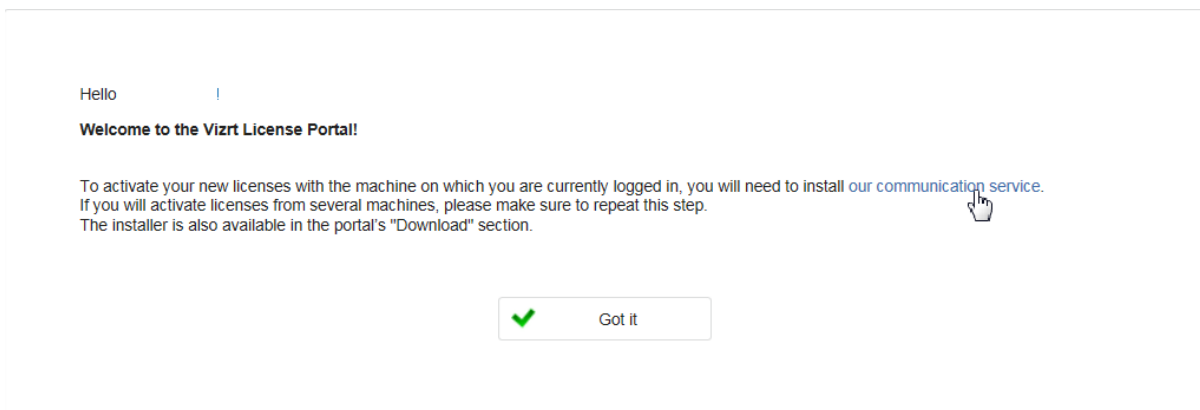 Hello !
Welcome to the Vizrt License Portal!
To activate your new licenses with the machine on which you are currently logged in, you will need to install our communication service.
If you will activate licenses from several machines, please make sure to repeat this step.
The installer is also available in the portal's "Download" section.
Got it